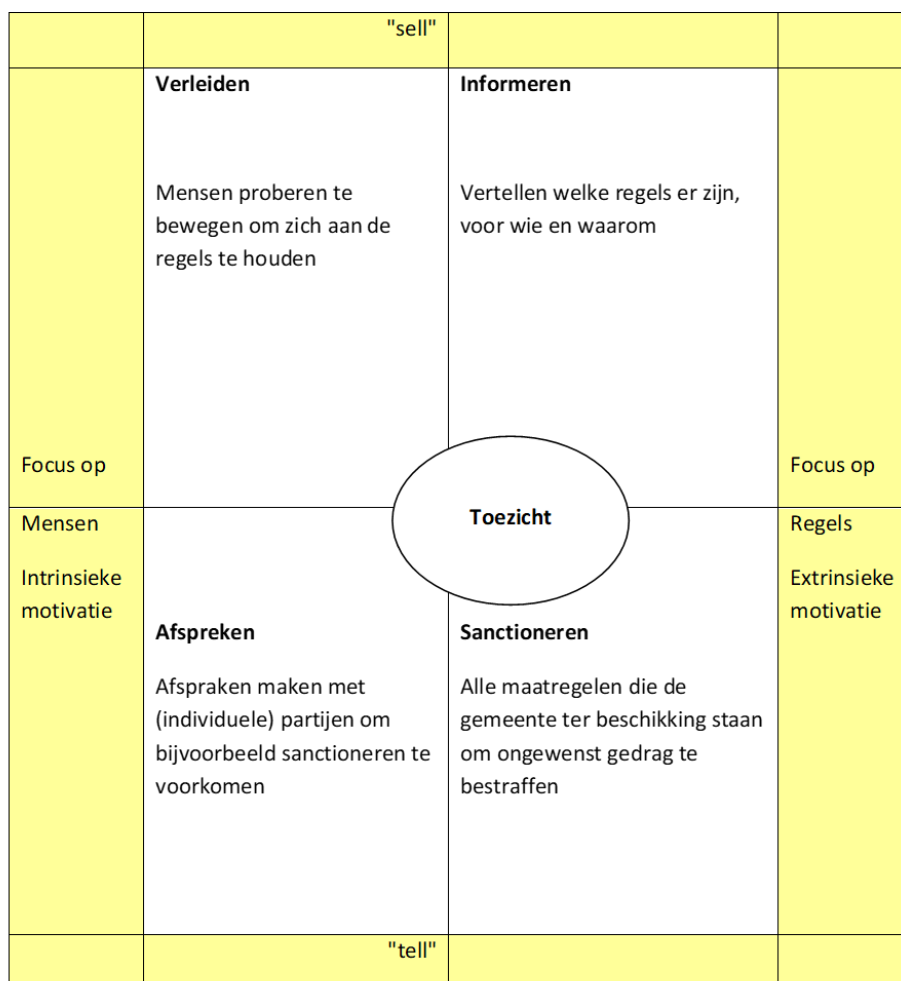 "sell"
Verleiden
Mensen proberen te
bewegen om zich aan de
regels te houden
Informeren
Vertellen welke regels er zijn,
voor wie en waarom
Focus op
Mensen
Intrinsieke
motivatie
Focus op
Regels
Extrinsieke
motivatie
Toezicht
Afspreken
Afspraken maken met
(individuele) partijen om
bijvoorbeeld sanctioneren te
voorkomen
Sanctioneren
Alle maatregelen die de
gemeente ter beschikking staan
om ongewenst gedrag te
bestraffen
"tell"